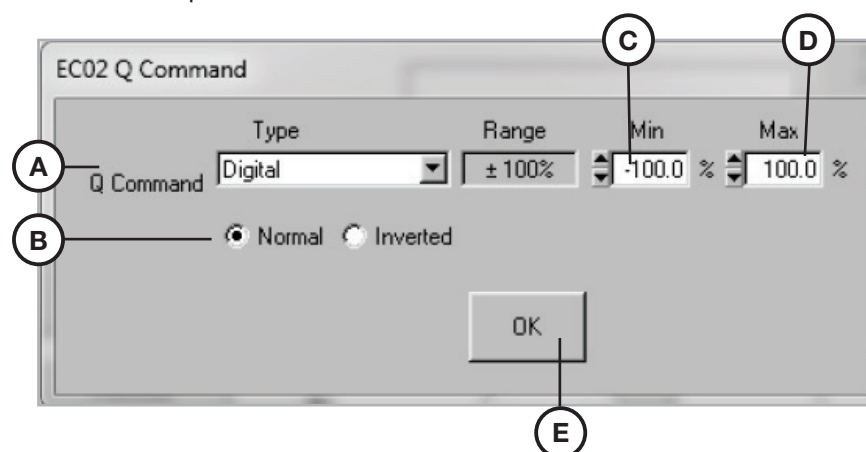 C D
EC02 Q Command
Type Range Min Max
A Q Command Digital ± 100% -100.0 % 100.0 %
B Normal Inverted
OK
E